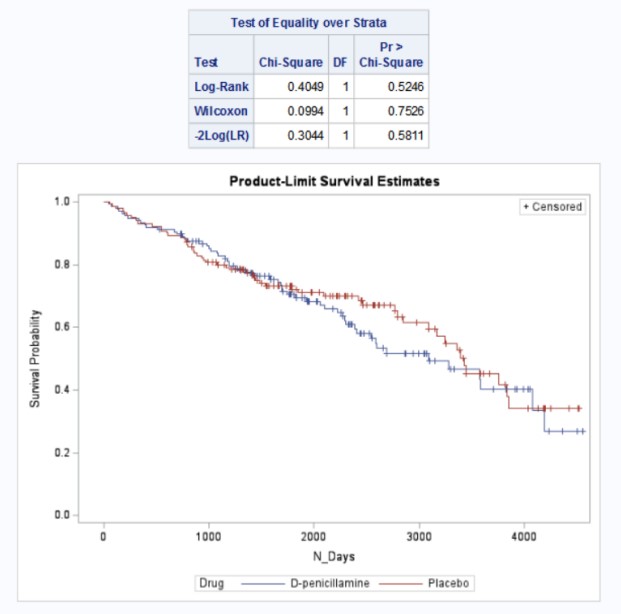 Test of Equality over Strata
Test Chi-Square DF Pr > Chi-Square
Log-Rank 0.4049 1 0.5246
Wilcoxon 0.0994 1 0.7526
-2Log(LR) 0.3044 1 0.5811
Product-Limit Survival Estimates
+ Censored
1.0
0.8
0.6
0.4
0.2
0.0
Survival Probability
0 1000 2000 3000 4000
N_Days
Drug D-penicillamine Placebo